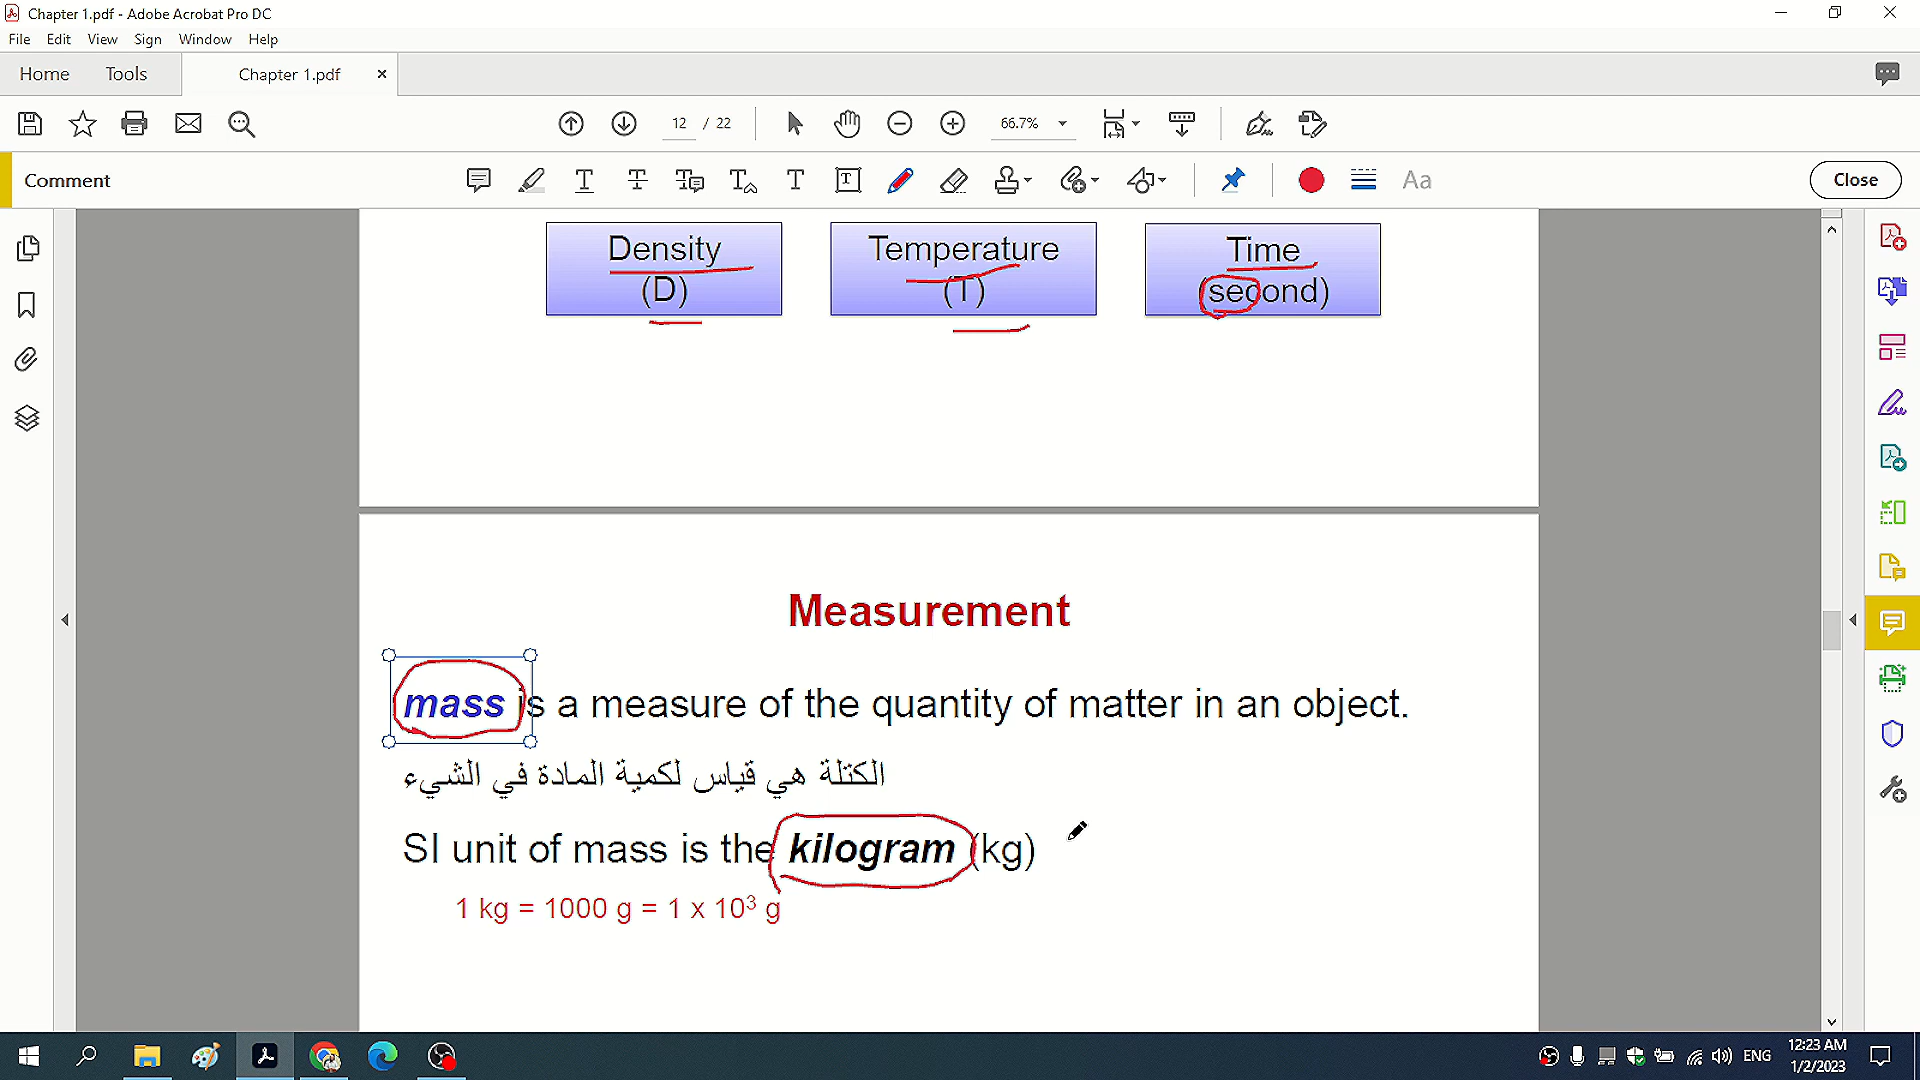 Chapter 1.pdf - Adobe Acrobat Pro DC
File Edit View Sign Window Help
Home Tools Chapter 1.pdf
12 / 22 66.7%
Comment Aa Close
Density
(D)
Temperature
(T)
Time
(second)
Measurement
mass is a measure of the quantity of matter in an object.
الكتلة هي قياس لكمية المادة في الشيء
SI unit of mass is the kilogram (kg)
1 kg = 1000 g = 1 x 10³ g
ENG
12:23 AM
1/2/2023